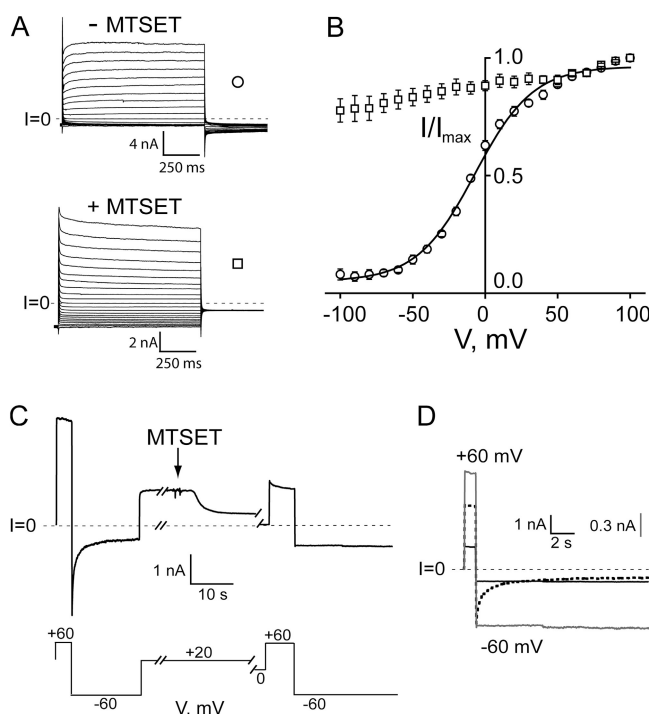 A
- MTSET
I=0
4 nA
250 ms
+ MTSET
I=0
2 nA
250 ms
B
1.0
I/Imax
0.5
0.0
-100
-50
0
50
100
V, mV
C
MTSET
I=0
1 nA
10 s
+60
+20
+60
0
-60
-60
V, mV
D
+60 mV
1 nA
2 s
0.3 nA
I=0
-60 mV